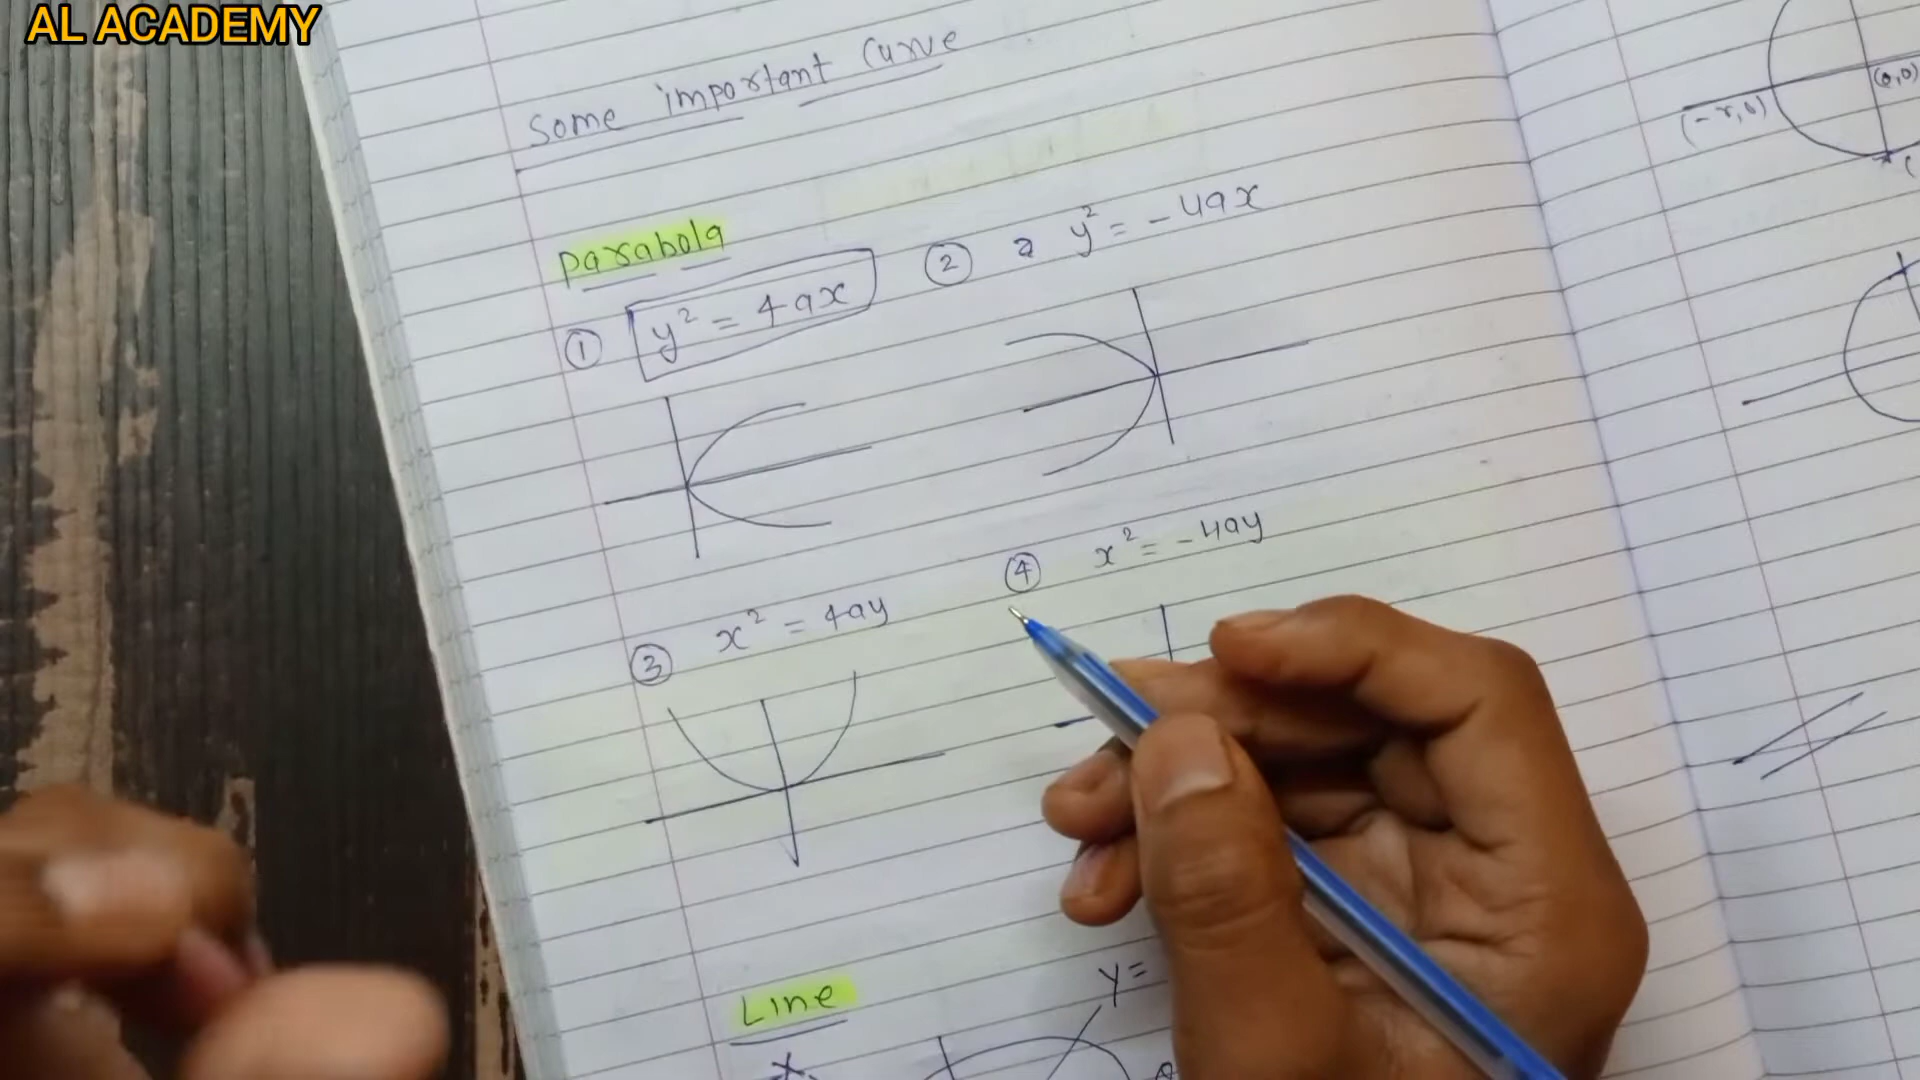 AL ACADEMY
Some important Curve
parabola
① y² = 4ax
② y² = -4ax
③ x² = 4ay
④ x² = -4ay
Line
y=
(-r,0)
(0,0)